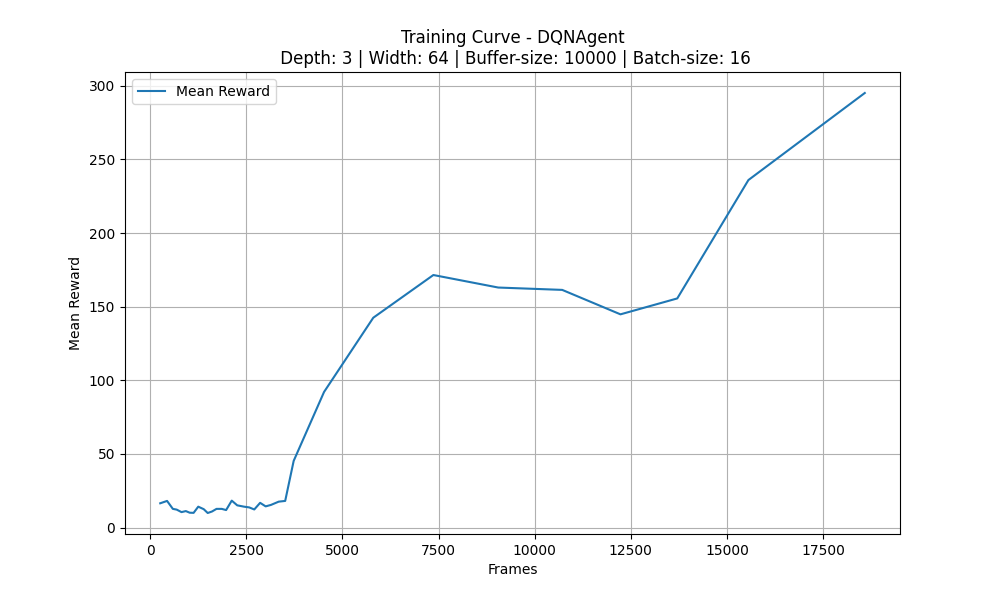 Training Curve - DQNAgent
Depth: 3 | Width: 64 | Buffer-size: 10000 | Batch-size: 16
Mean Reward
300
250
200
150
100
50
0
Mean Reward
0 2500 5000 7500 10000 12500 15000 17500
Frames